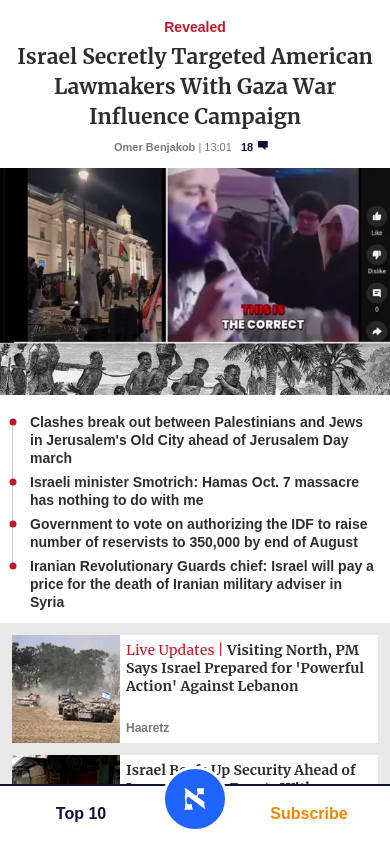 Revealed
Israel Secretly Targeted American
Lawmakers With Gaza War
Influence Campaign
Omer Benjakob | 13:01 18
Like
Dislike
0
THIS IS
THE CORRECT
Clashes break out between Palestinians and Jews
in Jerusalem's Old City ahead of Jerusalem Day
march
Israeli minister Smotrich: Hamas Oct. 7 massacre
has nothing to do with me
Government to vote on authorizing the IDF to raise
number of reservists to 350,000 by end of August
Iranian Revolutionary Guards chief: Israel will pay a
price for the death of Iranian military adviser in
Syria
Live Updates | Visiting North, PM
Says Israel Prepared for 'Powerful
Action' Against Lebanon
Haaretz
Israel Up Security Ahead of
Top 10
Subscribe